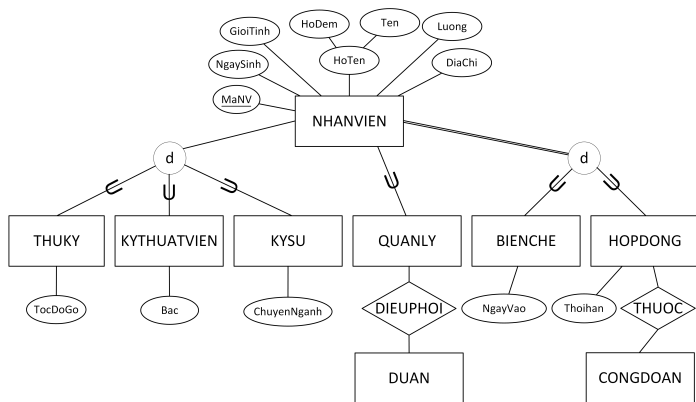 HoDem
Ten
GioiTinh
Luong
HoTen
NgaySinh
DiaChi
MaNV
NHANVIEN
d
d
THUKY
KYTHUATVIEN
KYSU
QUANLY
BIENCHE
HOPDONG
TocDoGo
Bac
ChuyenNganh
DIEUPHOI
NgayVao
Thoihan
THUOC
DUAN
CONGDOAN